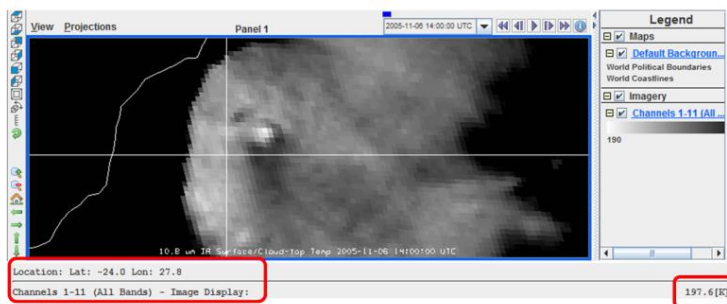 View Projections
Panel 1
2005-11-06 14:00:00 UTC
Legend
Maps
Default Backgroun...
World Political Boundaries
World Coastlines
Imagery
Channels 1-11 (All ...
190
10.8 um IR Surface/Cloud-top Temp 2005-11-06 14:00:00 UTC
Location: Lat: -24.0 Lon: 27.8
Channels 1-11 (All Bands) - Image Display:
197.6[K]